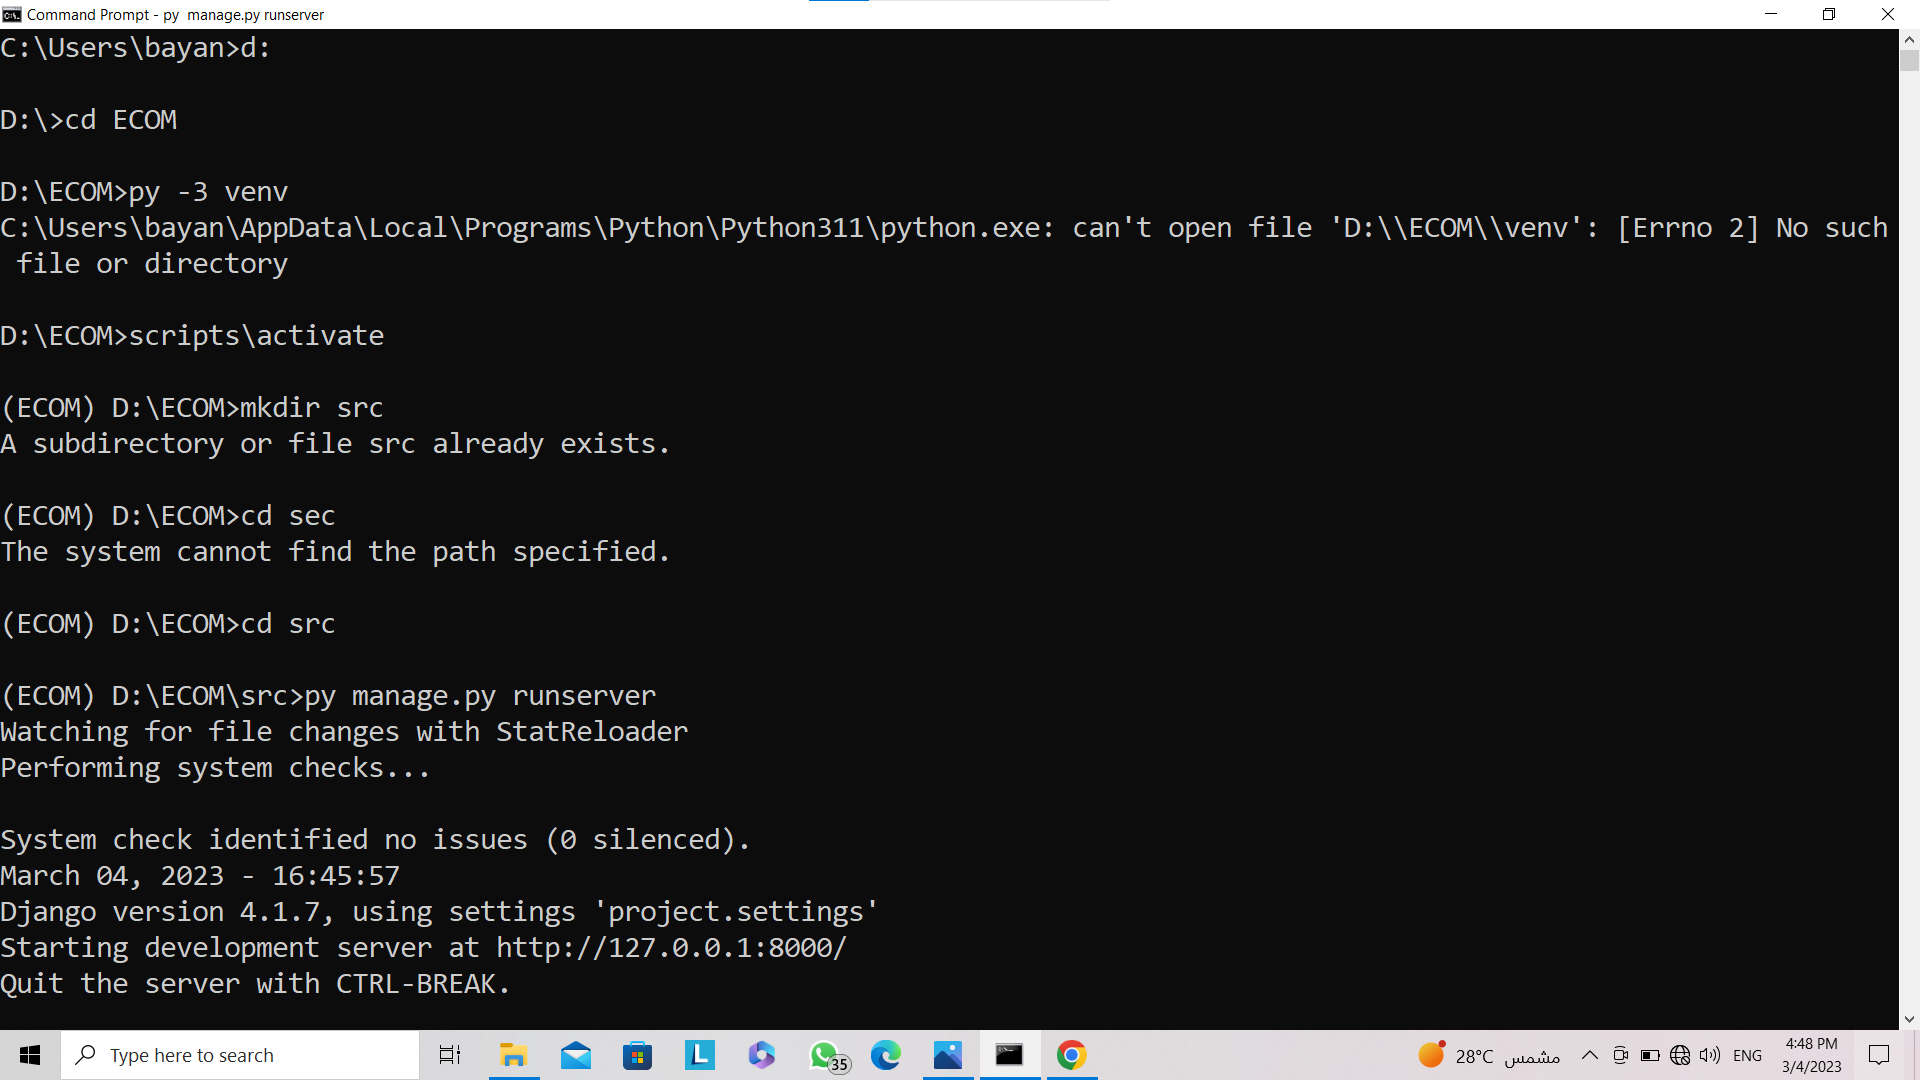 Command Prompt - py  manage.py runserver
C:\Users\bayan>d:
D:\>cd ECOM
D:\ECOM>py -3 venv
C:\Users\bayan\AppData\Local\Programs\Python\Python311\python.exe: can't open file 'D:\\ECOM\\venv': [Errno 2] No such
 file or directory
D:\ECOM>scripts\activate
(ECOM) D:\ECOM>mkdir src
A subdirectory or file src already exists.
(ECOM) D:\ECOM>cd sec
The system cannot find the path specified.
(ECOM) D:\ECOM>cd src
(ECOM) D:\ECOM\src>py manage.py runserver
Watching for file changes with StatReloader
Performing system checks...
System check identified no issues (0 silenced).
March 04, 2023 - 16:45:57
Django version 4.1.7, using settings 'project.settings'
Starting development server at http://127.0.0.1:8000/
Quit the server with CTRL-BREAK.
Type here to search
L
35
28°C مشمس
ENG
4:48 PM
3/4/2023